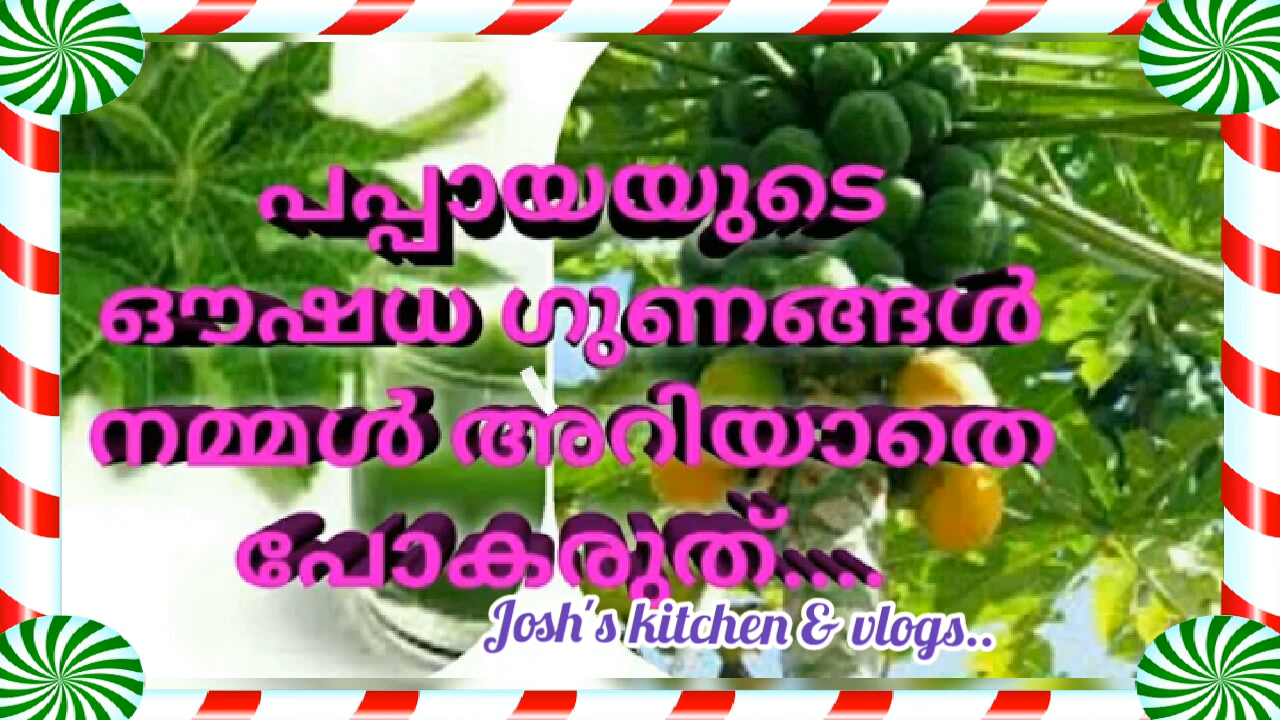 പപ്പായയുടെ
ഔഷധ ഗുണങ്ങൾ
നമ്മൾ അറിയാതെ
പോകരുത്....
Josh's kitchen & vlogs..